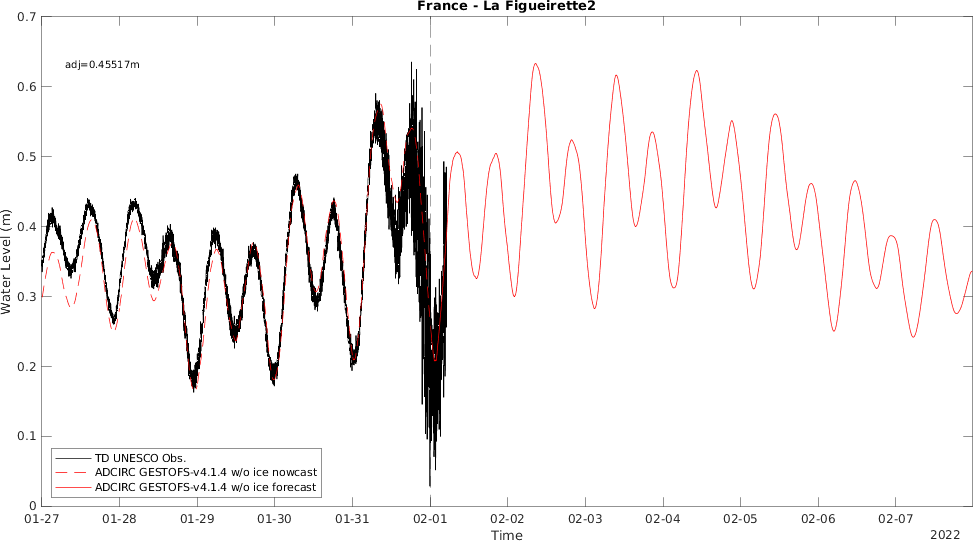 France - La Figueirette2
adj=0.45517m
Water Level (m)
0.7
0.6
0.5
0.4
0.3
0.2
0.1
0
TD UNESCO Obs.
ADCIRC GESTOFS-v4.1.4 w/o ice nowcast
ADCIRC GESTOFS-v4.1.4 w/o ice forecast
01-27 01-28 01-29 01-30 01-31 02-01 02-02 02-03 02-04 02-05 02-06 02-07
Time
2022